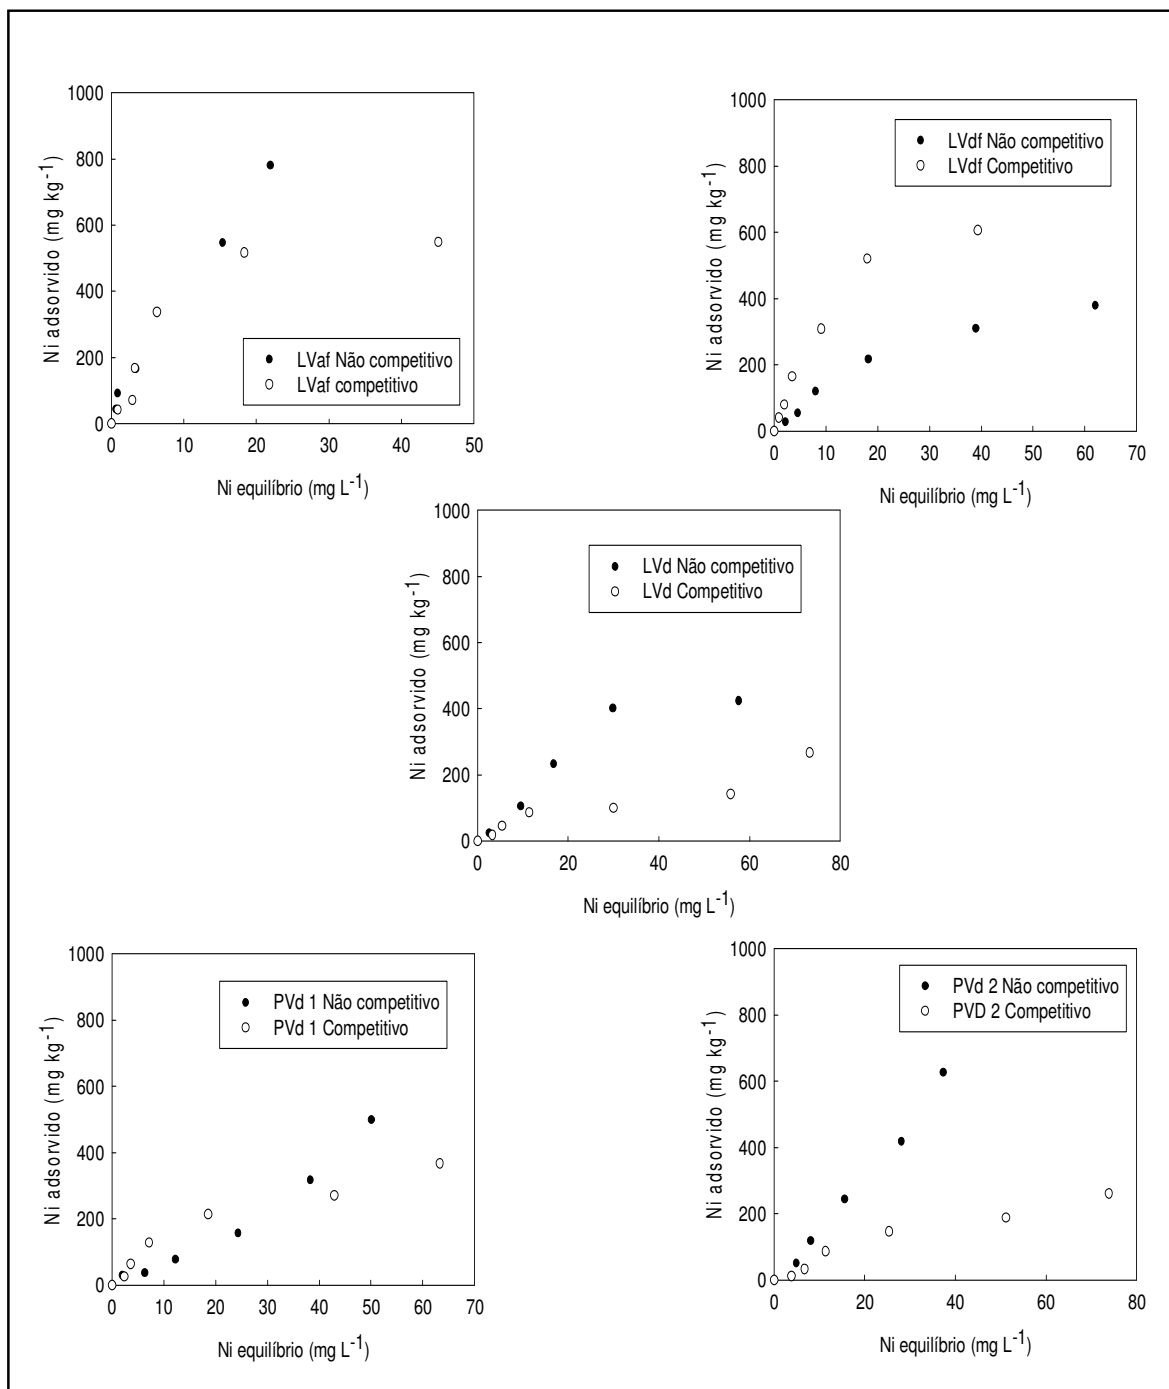 1000
800
600
400
200
0
Ni adsorvido (mg kg-1)
LVaf Não competitivo
LVaf competitivo
0 10 20 30 40 50
Ni equilíbrio (mg L-1)
1000
800
600
400
200
0
Ni adsorvido (mg kg-1)
LVdf Não competitivo
LVdf Competitivo
0 10 20 30 40 50 60 70
Ni equilíbrio (mg L-1)
1000
800
600
400
200
0
Ni adsorvido (mg kg-1)
LVd Não competitivo
LVd Competitivo
0 20 40 60 80
Ni equilíbrio (mg L-1)
1000
800
600
400
200
0
Ni adsorvido (mg kg-1)
PVd 1 Não competitivo
PVd 1 Competitivo
0 10 20 30 40 50 60 70
Ni equilíbrio (mg L-1)
1000
800
600
400
200
0
Ni adsorvido (mg kg-1)
PVd 2 Não competitivo
PVD 2 Competitivo
0 20 40 60 80
Ni equilíbrio (mg L-1)